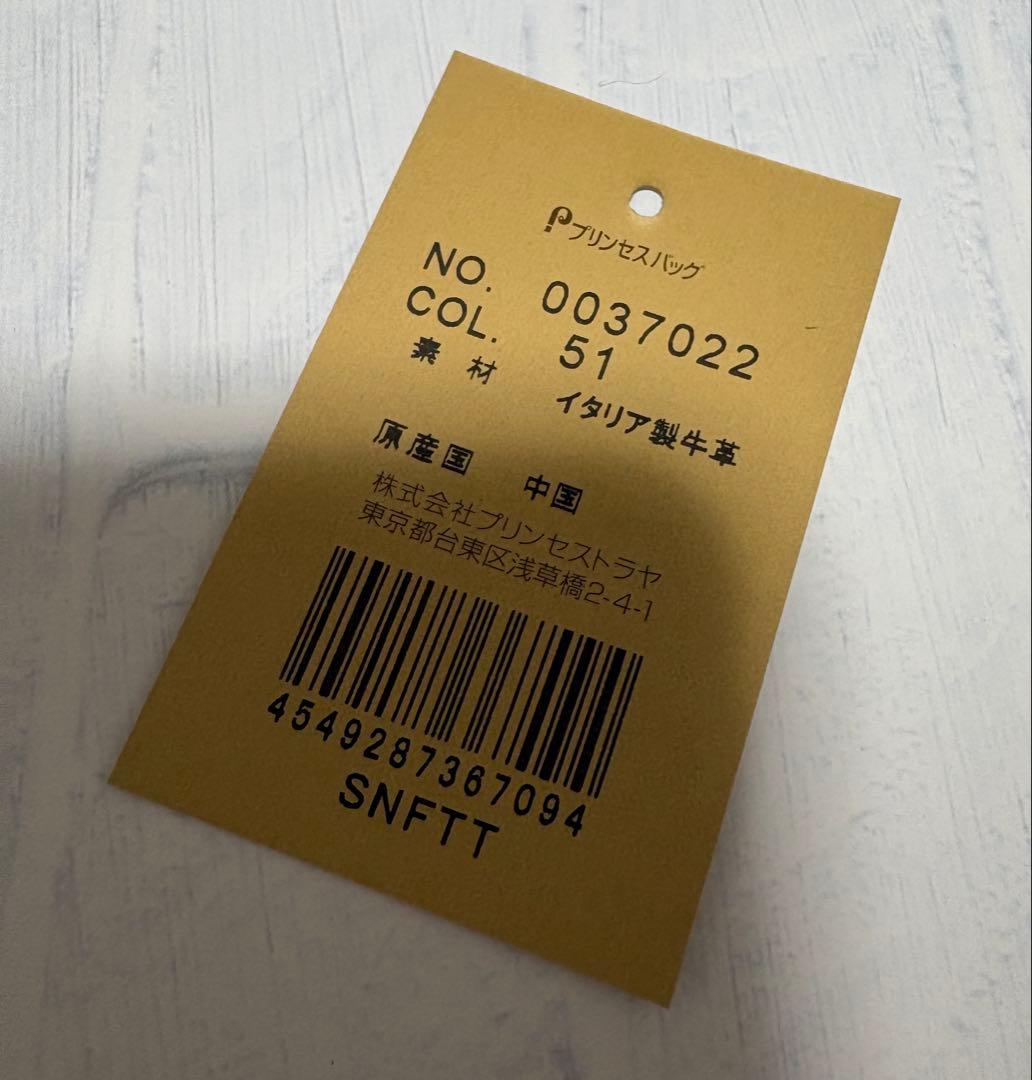 プリンセスバッグ
NO. 0037022
COL. 51
素材 イタリア製牛革
原産国 中国
株式会社プリンセストラヤ
東京都台東区浅草橋2-4-1
4549287367094
SNFTT